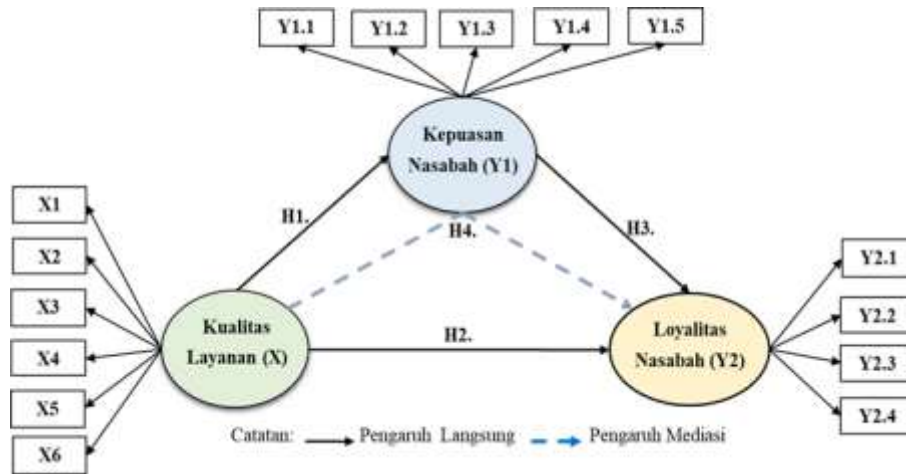 Y1.1
Y1.2
Y1.3
Y1.4
Y1.5
Kepuasan
Nasabah (Y1)
X1
X2
X3
X4
X5
X6
H1.
H4.
H3.
Kualitas
Layanan (X)
H2.
Loyalitas
Nasabah (Y2)
Y2.1
Y2.2
Y2.3
Y2.4
Catatan: Pengaruh Langsung Pengaruh Mediasi